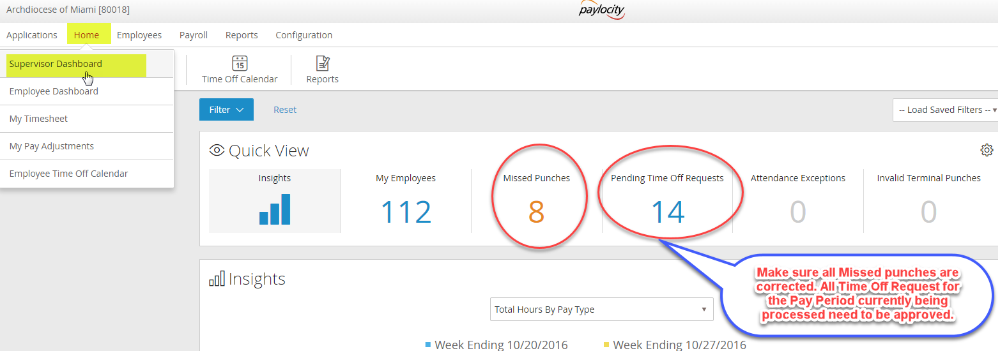 Archdiocese of Miami [80018]
paylocity
Applications Home Employees Payroll Reports Configuration
Supervisor Dashboard
Employee Dashboard
My Timesheet
My Pay Adjustments
Employee Time Off Calendar
15
Time Off Calendar Reports
Filter Reset
-- Load Saved Filters --
Quick View
Insights My Employees Missed Punches Pending Time Off Requests Attendance Exceptions Invalid Terminal Punches
112 8 14 0 0
Insights
Total Hours By Pay Type
Week Ending 10/20/2016 Week Ending 10/27/2016
Make sure all Missed punches are
corrected. All Time Off Request for
the Pay Period currently being
processed need to be approved.